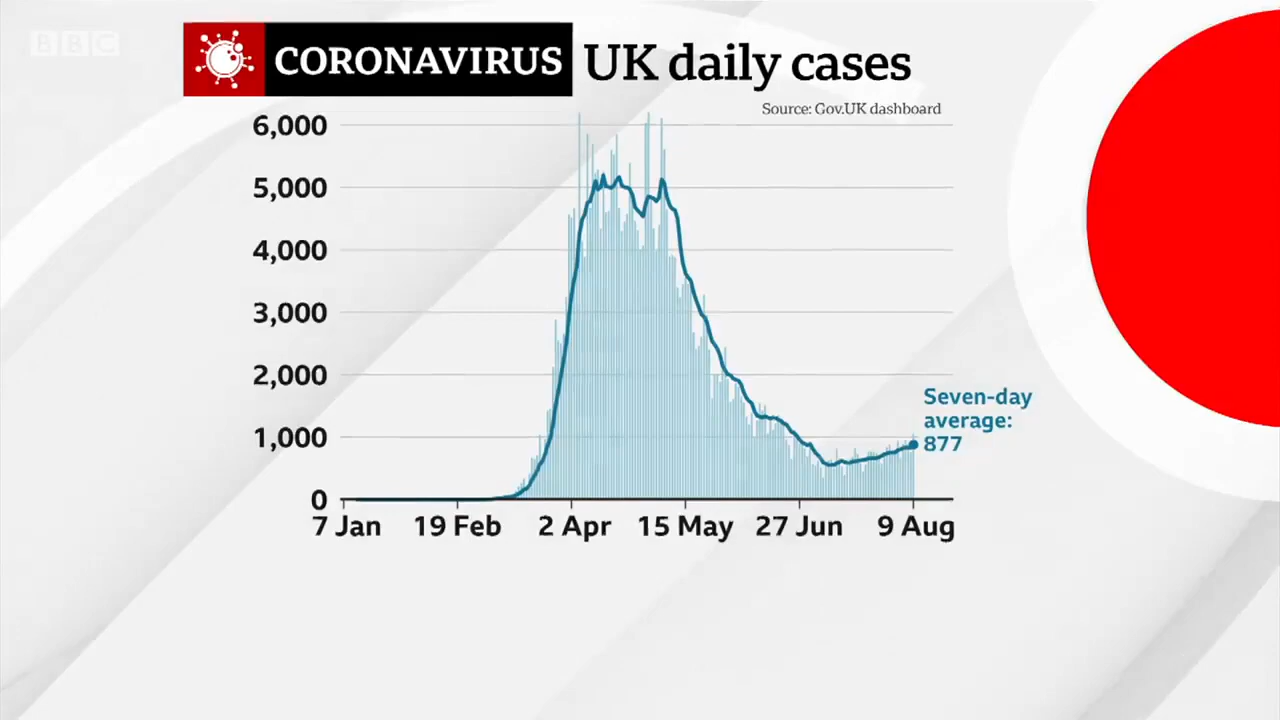 BBC
CORONAVIRUS UK daily cases
Source: Gov.UK dashboard
6,000
5,000
4,000
3,000
2,000
1,000
0
Seven-day
average:
877
7 Jan 19 Feb 2 Apr 15 May 27 Jun 9 Aug